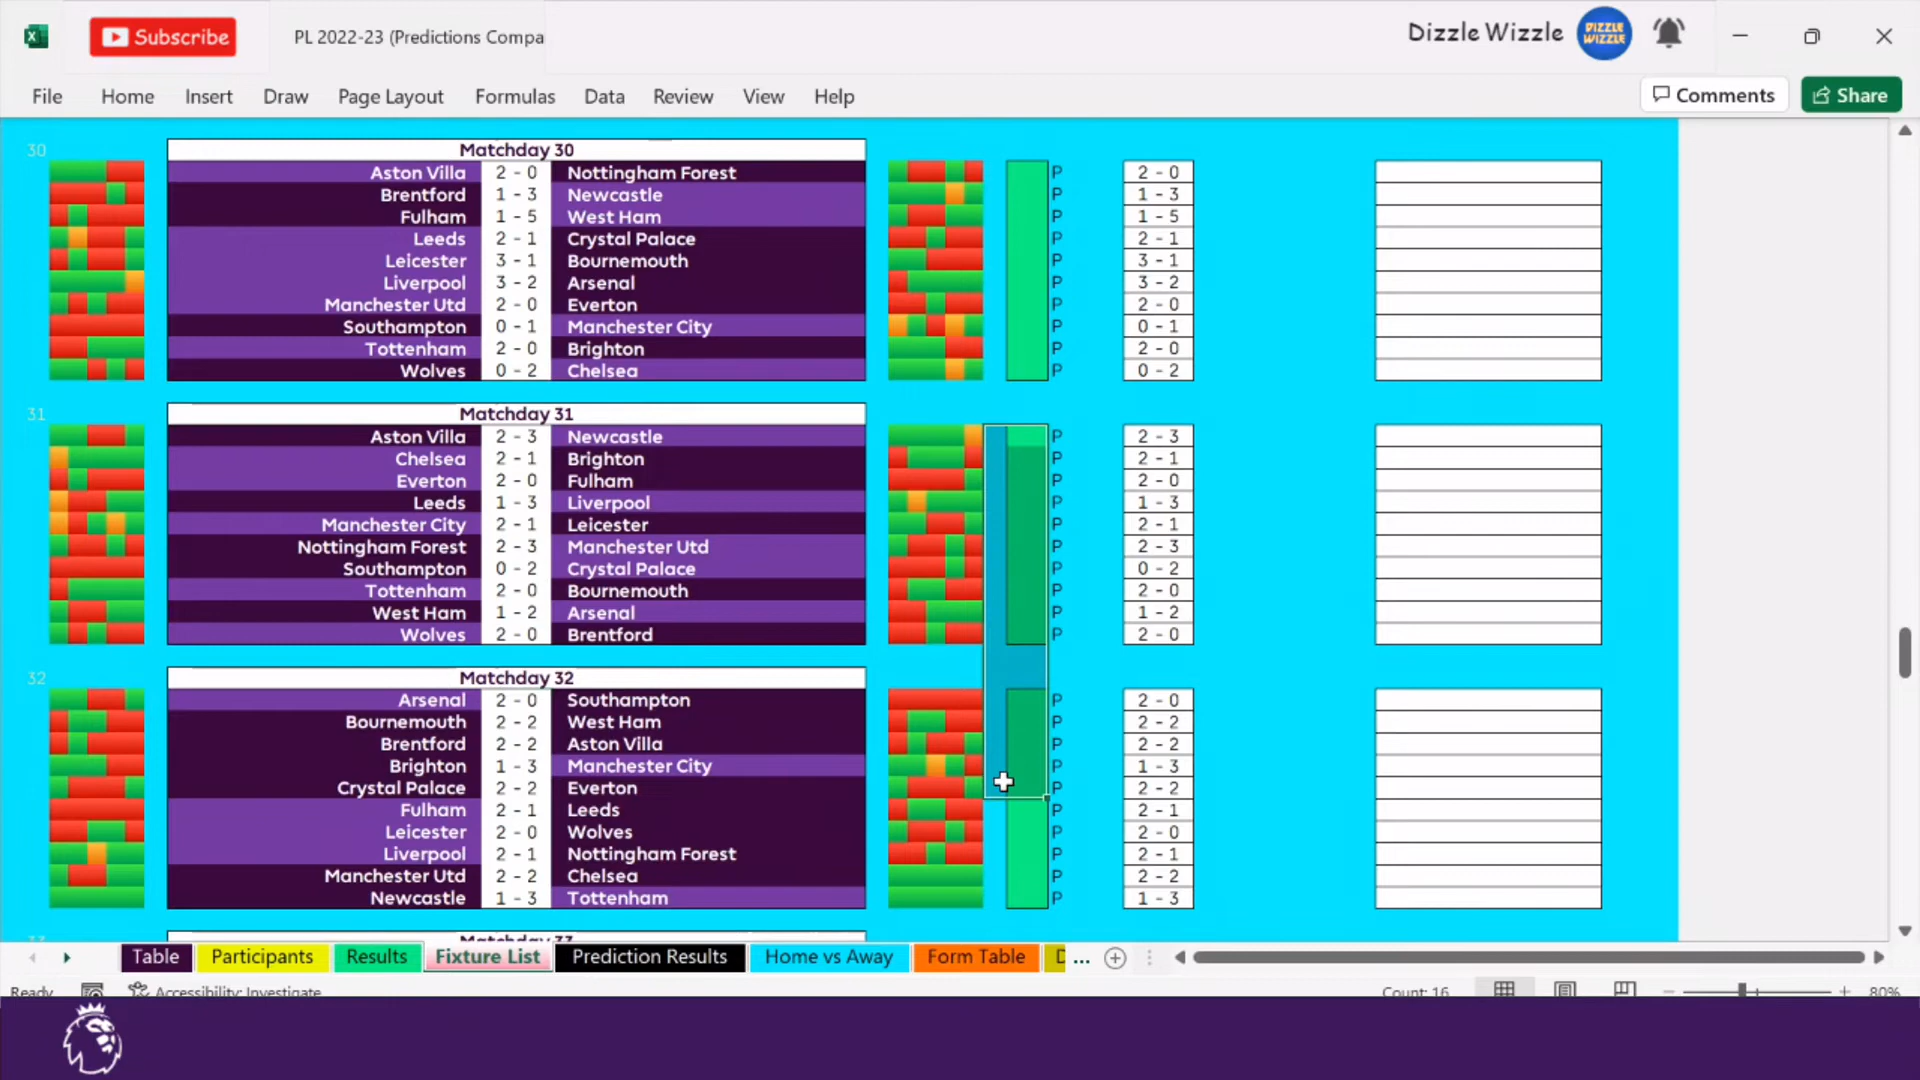 Subscribe PL 2022-23 (Predictions Compa Dizzle Wizzle DIZZLE WIZZLE
File Home Insert Draw Page Layout Formulas Data Review View Help Comments Share
30 Matchday 30
Aston Villa 2 - 0 Nottingham Forest P 2 - 0
Brentford 1 - 3 Newcastle P 1 - 3
Fulham 1 - 5 West Ham P 1 - 5
Leeds 2 - 1 Crystal Palace P 2 - 1
Leicester 3 - 1 Bournemouth P 3 - 1
Liverpool 3 - 2 Arsenal P 3 - 2
Manchester Utd 2 - 0 Everton P 2 - 0
Southampton 0 - 1 Manchester City P 0 - 1
Tottenham 2 - 0 Brighton P 2 - 0
Wolves 0 - 2 Chelsea P 0 - 2
31 Matchday 31
Aston Villa 2 - 3 Newcastle P 2 - 3
Chelsea 2 - 1 Brighton P 2 - 1
Everton 2 - 0 Fulham P 2 - 0
Leeds 1 - 3 Liverpool P 1 - 3
Manchester City 2 - 1 Leicester P 2 - 1
Nottingham Forest 2 - 3 Manchester Utd P 2 - 3
Southampton 0 - 2 Crystal Palace P 0 - 2
Tottenham 2 - 0 Bournemouth P 2 - 0
West Ham 1 - 2 Arsenal P 1 - 2
Wolves 2 - 0 Brentford P 2 - 0
32 Matchday 32
Arsenal 2 - 0 Southampton P 2 - 0
Bournemouth 2 - 2 West Ham P 2 - 2
Brentford 2 - 2 Aston Villa P 2 - 2
Brighton 1 - 3 Manchester City P 1 - 3
Crystal Palace 2 - 2 Everton P 2 - 2
Fulham 2 - 1 Leeds P 2 - 1
Leicester 2 - 0 Wolves P 2 - 0
Liverpool 2 - 1 Nottingham Forest P 2 - 1
Manchester Utd 2 - 2 Chelsea P 2 - 2
Newcastle 1 - 3 Tottenham P 1 - 3
33 Matchday 33
Table Participants Results Fixture List Prediction Results Home vs Away Form Table D ...
Ready Accessibility: Investigate Count: 16 80%